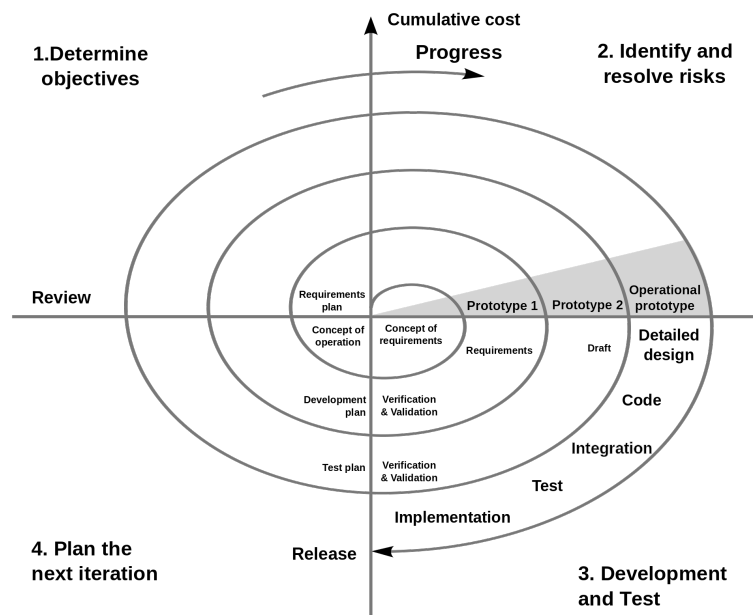 Cumulative cost
1.Determine
objectives
Progress
2. Identify and
resolve risks
Review
Requirements
plan
Prototype 1
Prototype 2
Operational
prototype
Concept of
operation
Concept of
requirements
Requirements
Draft
Detailed
design
Development
plan
Verification
& Validation
Code
Integration
Test plan
Verification
& Validation
Test
Implementation
4. Plan the
next iteration
Release
3. Development
and Test